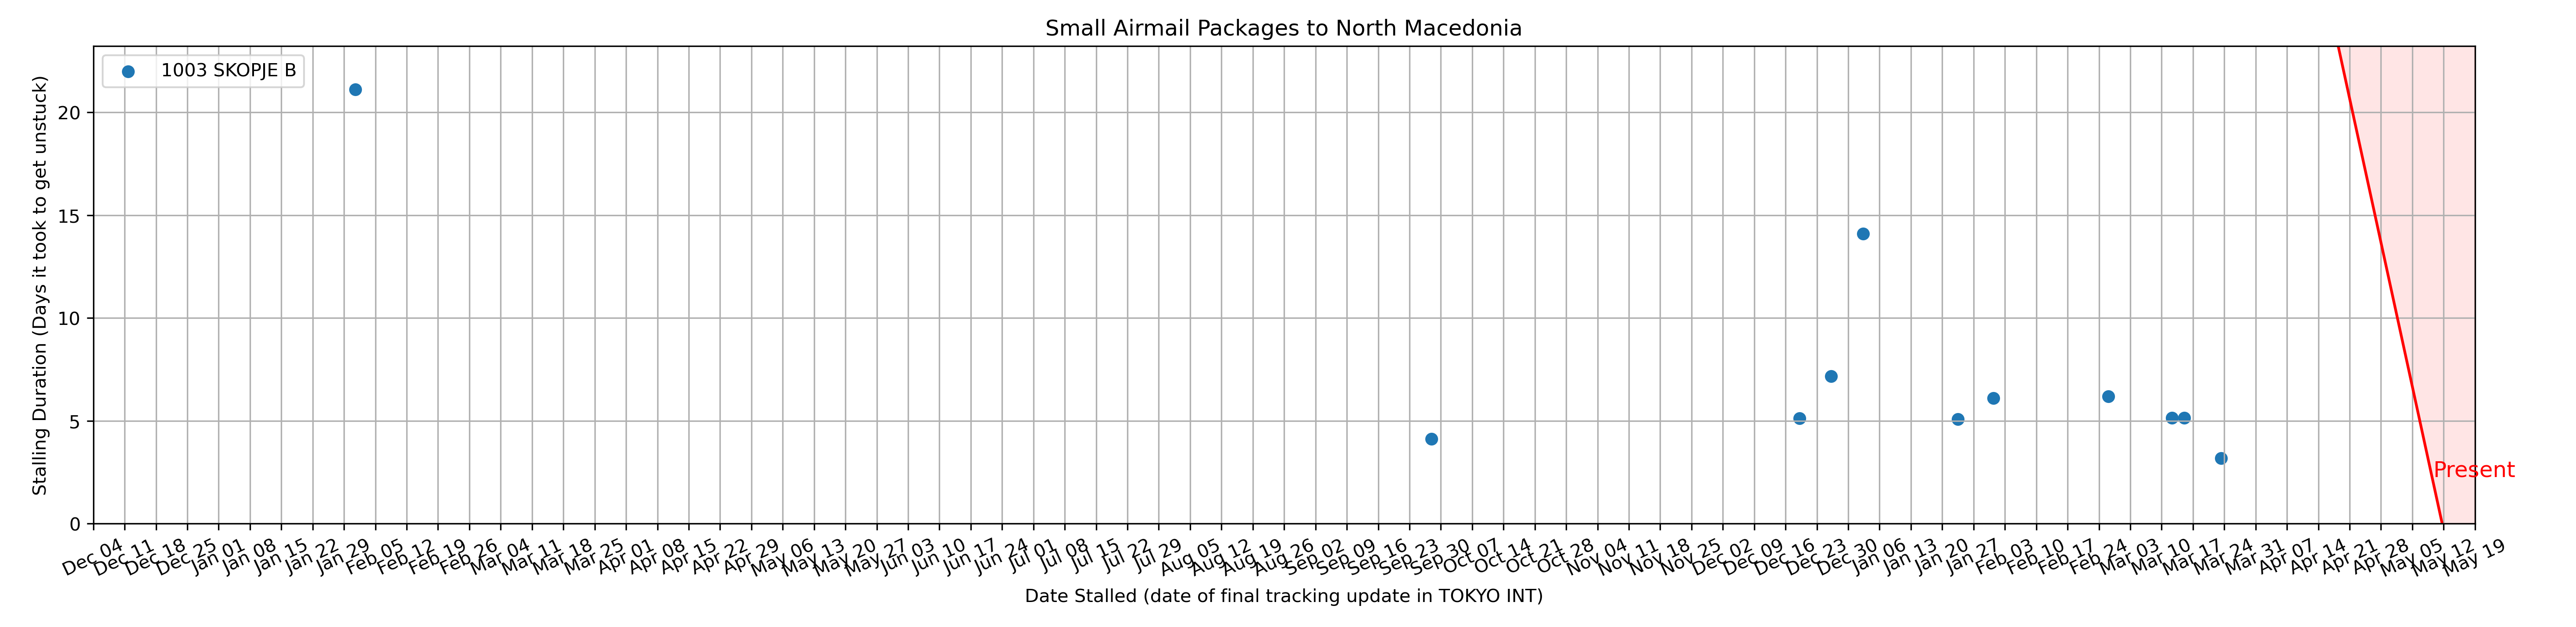 Small Airmail Packages to North Macedonia
1003 SKOPJE B
Stalling Duration (Days it took to get unstuck)
20
15
10
5
0
Present
Dec 04 Dec 11 Dec 18 Dec 25 Jan 01 Jan 08 Jan 15 Jan 22 Jan 29 Feb 05 Feb 12 Feb 19 Feb 26 Mar 04 Mar 11 Mar 18 Mar 25 Apr 01 Apr 08 Apr 15 Apr 22 Apr 29 May 06 May 13 May 20 May 27 Jun 03 Jun 10 Jun 17 Jun 24 Jul 01 Jul 08 Jul 15 Jul 22 Jul 29 Aug 05 Aug 12 Aug 19 Aug 26 Sep 02 Sep 09 Sep 16 Sep 23 Sep 30 Oct 07 Oct 14 Oct 21 Oct 28 Nov 04 Nov 11 Nov 18 Nov 25 Dec 02 Dec 09 Dec 16 Dec 23 Dec 30 Jan 06 Jan 13 Jan 20 Jan 27 Feb 03 Feb 10 Feb 17 Feb 24 Mar 03 Mar 10 Mar 17 Mar 24 Mar 31 Apr 07 Apr 14 Apr 21 Apr 28 May 05 May 12 May 19
Date Stalled (date of final tracking update in TOKYO INT)